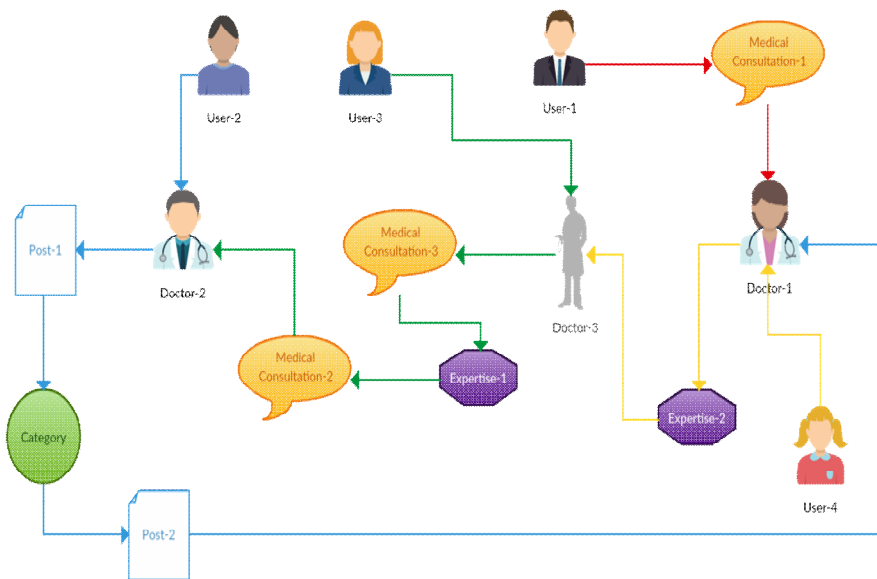 Medical
Consultation-1
User-2
User-3
User-1
Post-1
Medical
Consultation-3
Doctor-2
Doctor-1
Doctor-3
Medical
Consultation-2
Expertise-1
Expertise-2
Category
User-4
Post-2